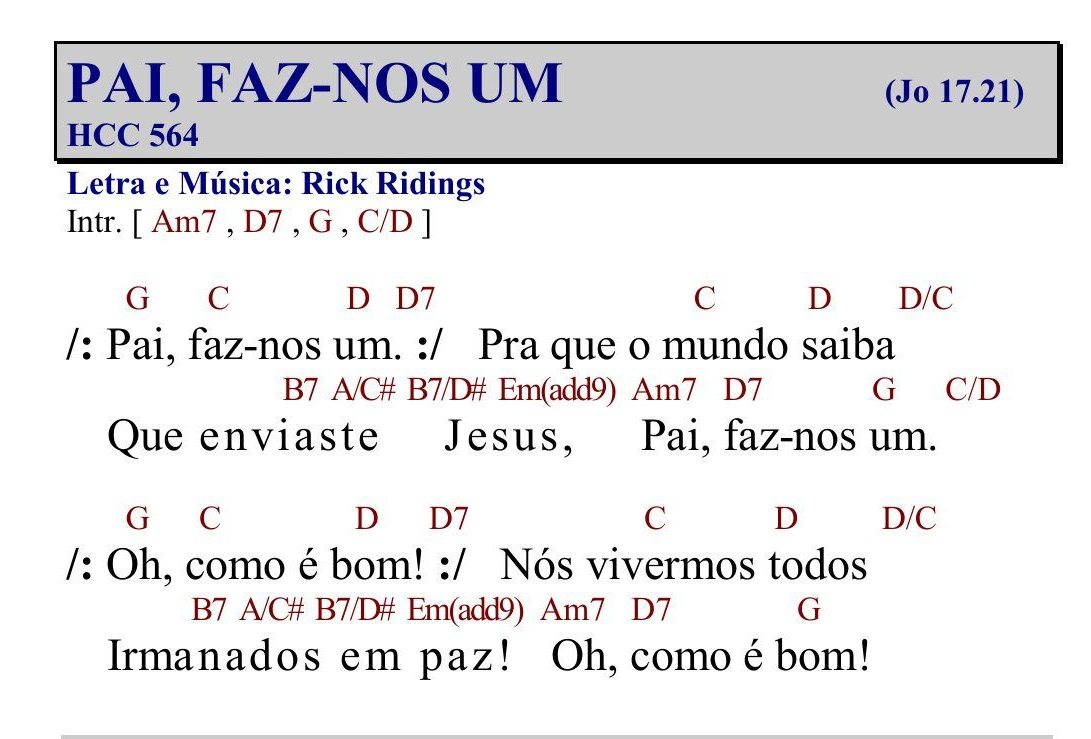 PAI, FAZ-NOS UM (Jo 17.21)
HCC 564
Letra e Música: Rick Ridings
Intr. [ Am7 , D7 , G , C/D ]
G C D D7 C D D/C
/: Pai, faz-nos um. :/ Pra que o mundo saiba
B7 A/C# B7/D# Em(add9) Am7 D7 G C/D
Que enviaste Jesus, Pai, faz-nos um.
G C D D7 C D D/C
/: Oh, como é bom! :/ Nós vivermos todos
B7 A/C# B7/D# Em(add9) Am7 D7 G
Irmanados em paz! Oh, como é bom!